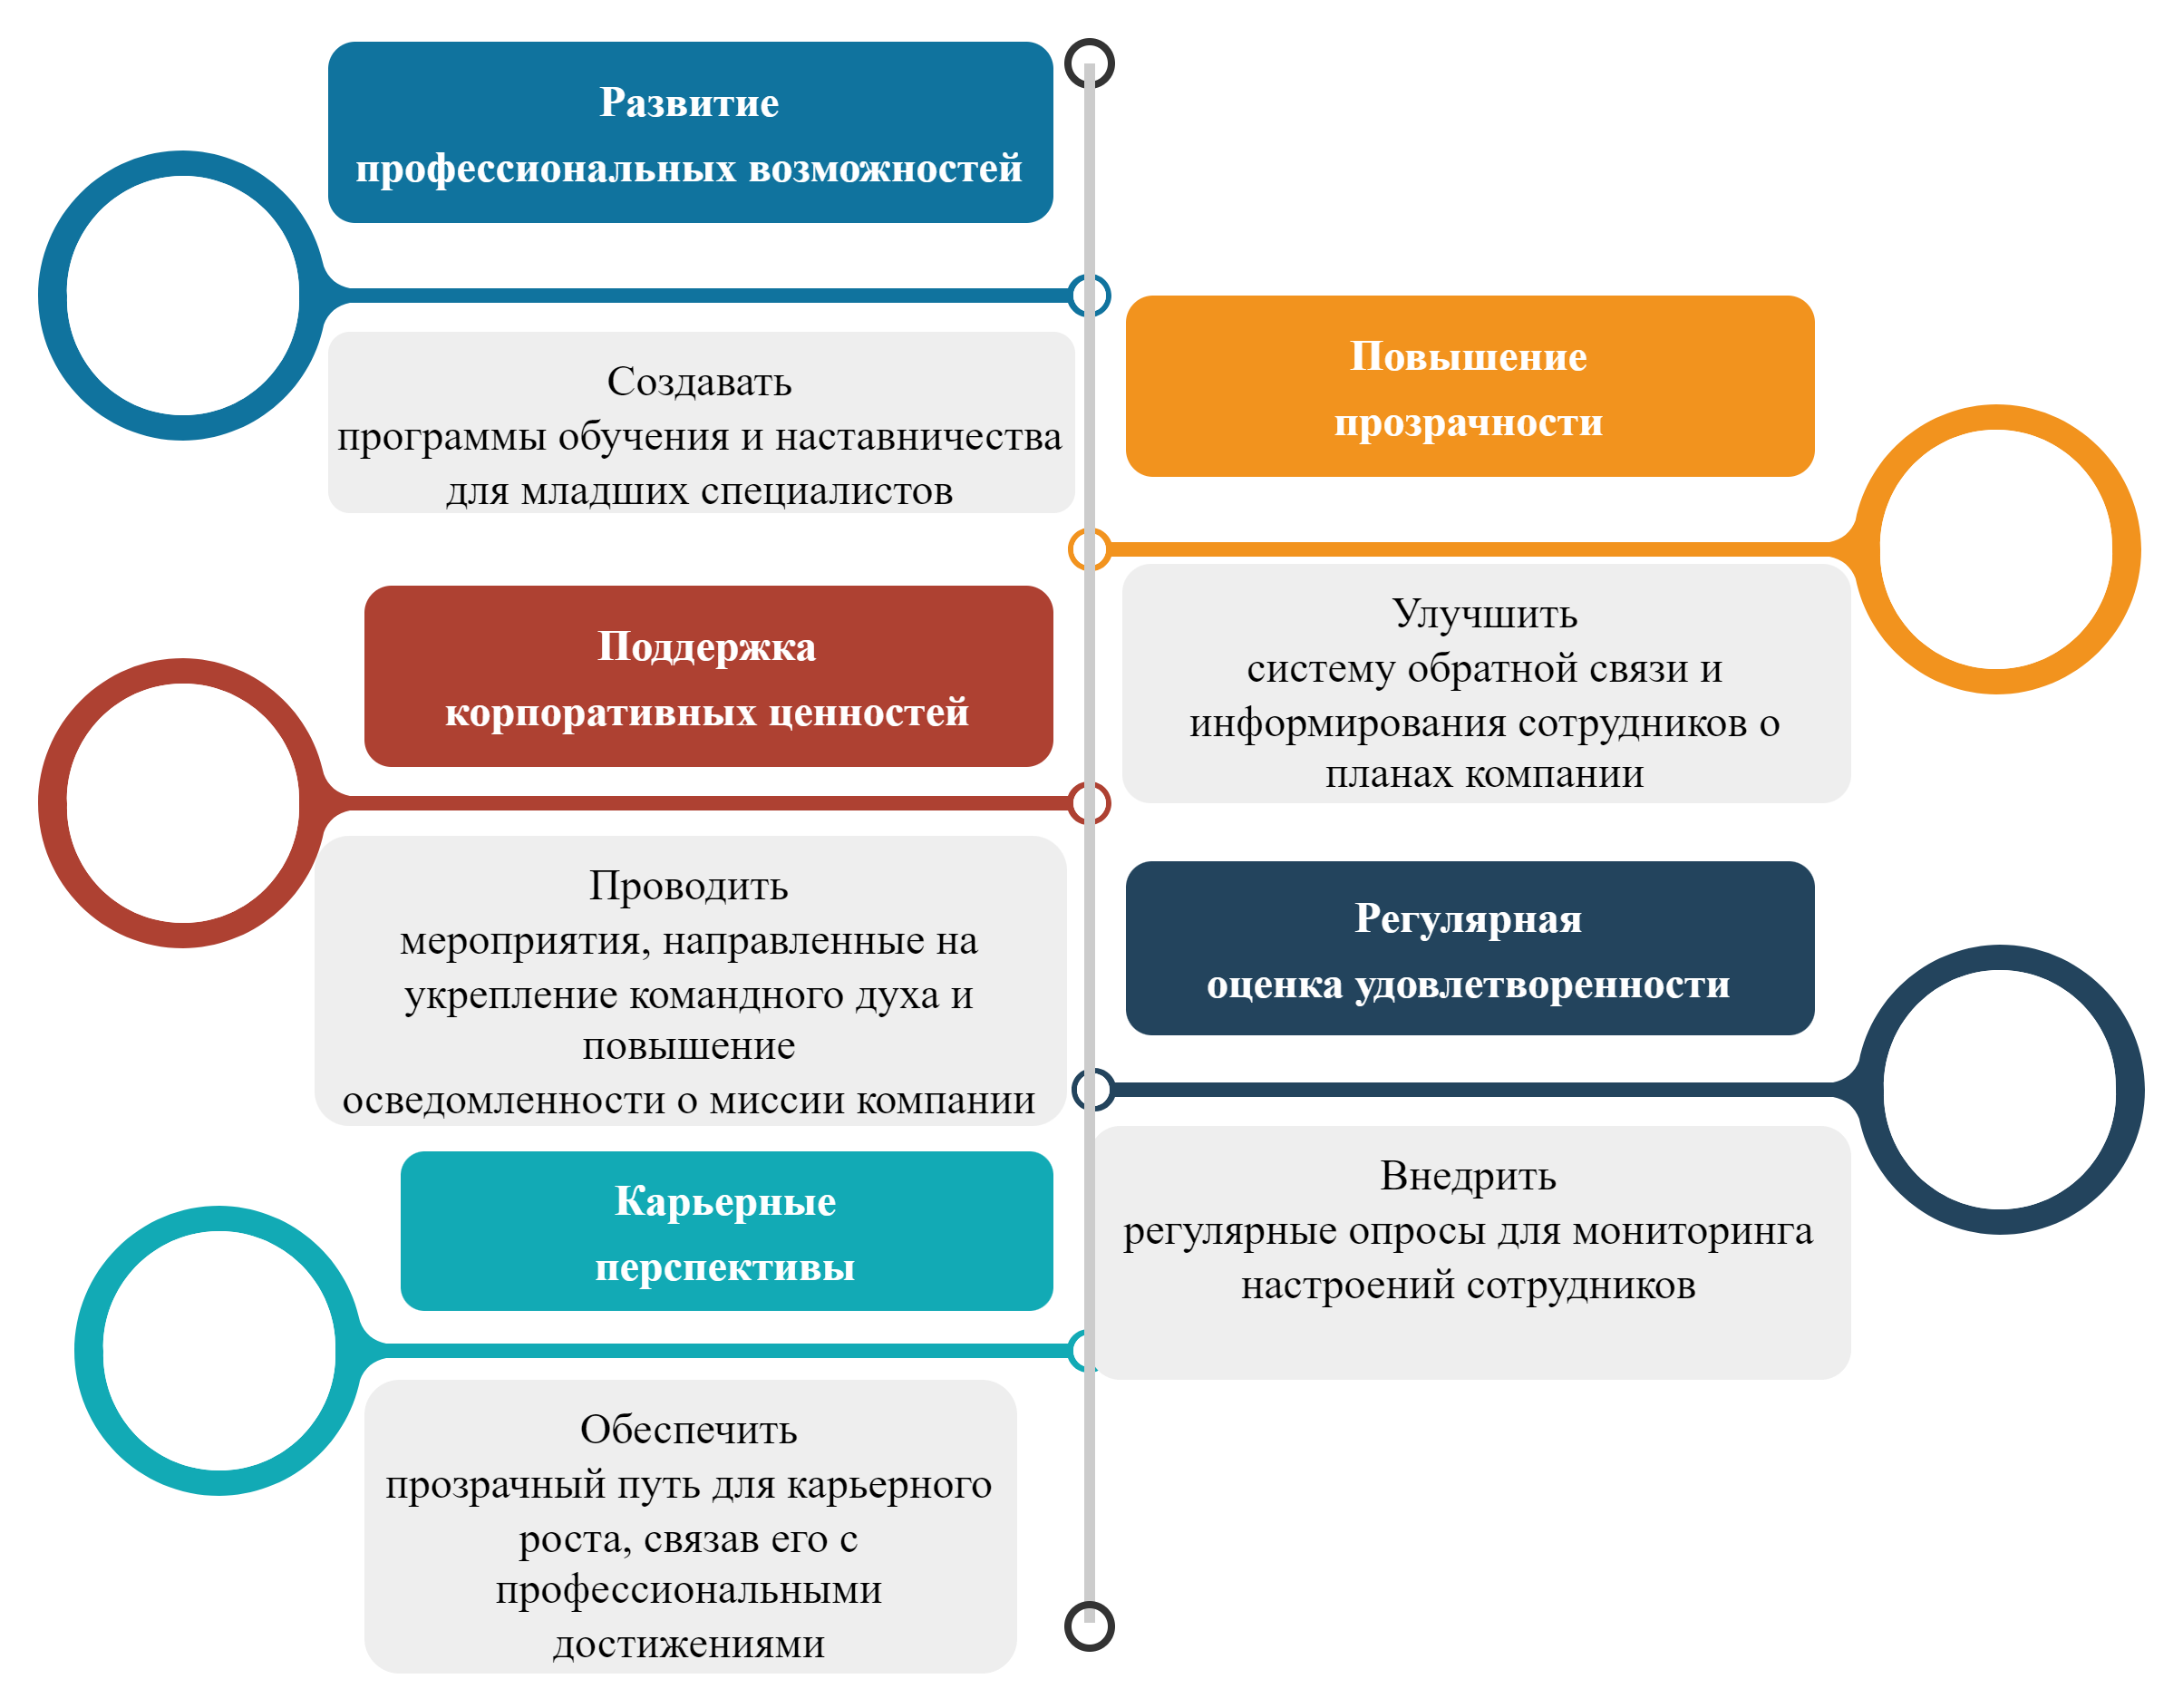 Развитие
профессиональных возможностей
Создавать
программы обучения и наставничества
для младших специалистов
Повышение
прозрачности
Улучшить
систему обратной связи и
информирования сотрудников о
планах компании
Поддержка
корпоративных ценностей
Проводить
мероприятия, направленные на
укрепление командного духа и
повышение
осведомленности о миссии компании
Регулярная
оценка удовлетворенности
Внедрить
регулярные опросы для мониторинга
настроений сотрудников
Карьерные
перспективы
Обеспечить
прозрачный путь для карьерного
роста, связав его с
профессиональными
достижениями